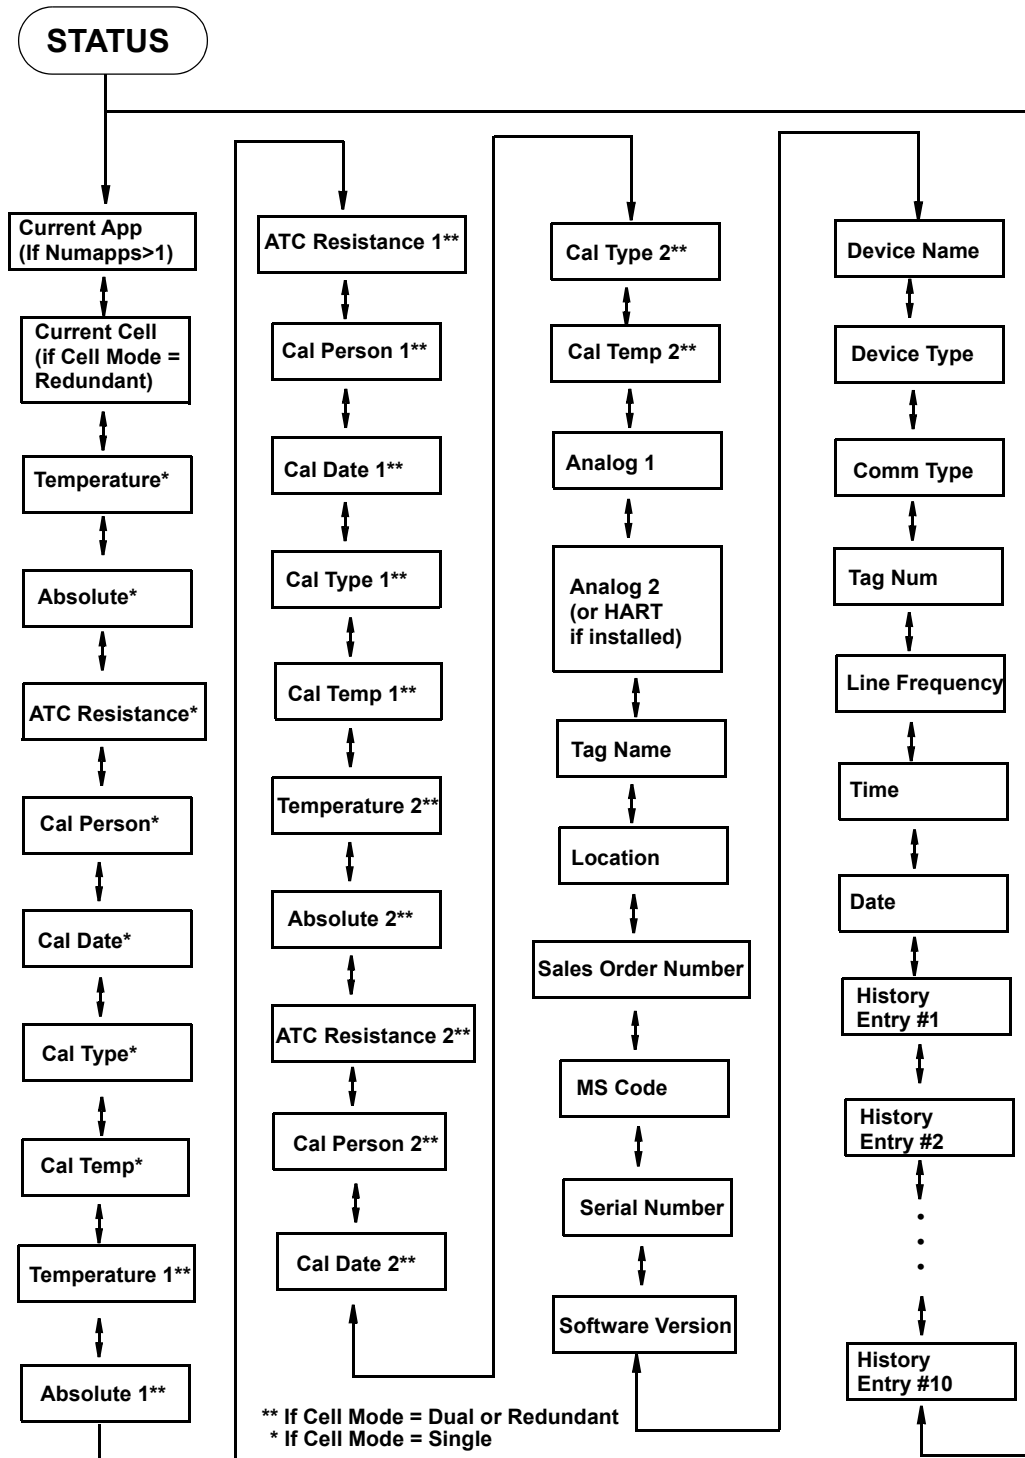 STATUS
Current App
(If Numapps>1)
Current Cell
(if Cell Mode =
Redundant)
Temperature*
Absolute*
ATC Resistance*
Cal Person*
Cal Date*
Cal Type*
Cal Temp*
Temperature 1**
Absolute 1**
ATC Resistance 1**
Cal Person 1**
Cal Date 1**
Cal Type 1**
Cal Temp 1**
Temperature 2**
Absolute 2**
ATC Resistance 2**
Cal Person 2**
Cal Date 2**
Cal Type 2**
Cal Temp 2**
Analog 1
Analog 2
(or HART
if installed)
Tag Name
Location
Sales Order Number
MS Code
Serial Number
Software Version
Device Name
Device Type
Comm Type
Tag Num
Line Frequency
Time
Date
History
Entry #1
History
Entry #2
History
Entry #10
** If Cell Mode = Dual or Redundant
* If Cell Mode = Single